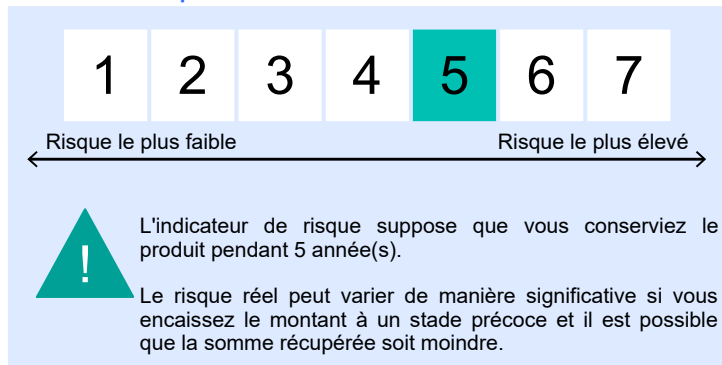 1 2 3 4 5 6 7
Risque le plus faible Risque le plus élevé
!
L'indicateur de risque suppose que vous conserviez le
produit pendant 5 année(s).
Le risque réel peut varier de manière significative si vous
encaissez le montant à un stade précoce et il est possible
que la somme récupérée soit moindre.